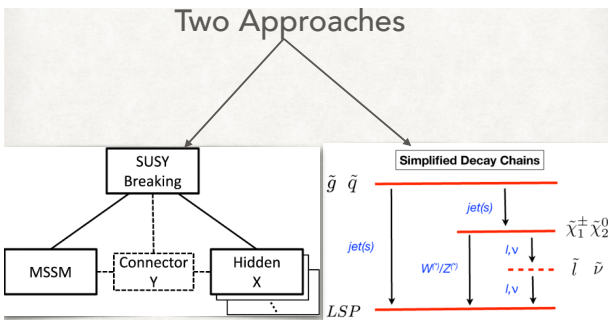 Two Approaches
SUSY
Breaking
MSSM
Connector
Y
Hidden
X
Simplified Decay Chains
g̃ q̃
jet(s)
χ̃₁± χ̃₂⁰
jet(s)
W(*)/Z(*)
l,ν
l̃ ν̃
l,ν
LSP